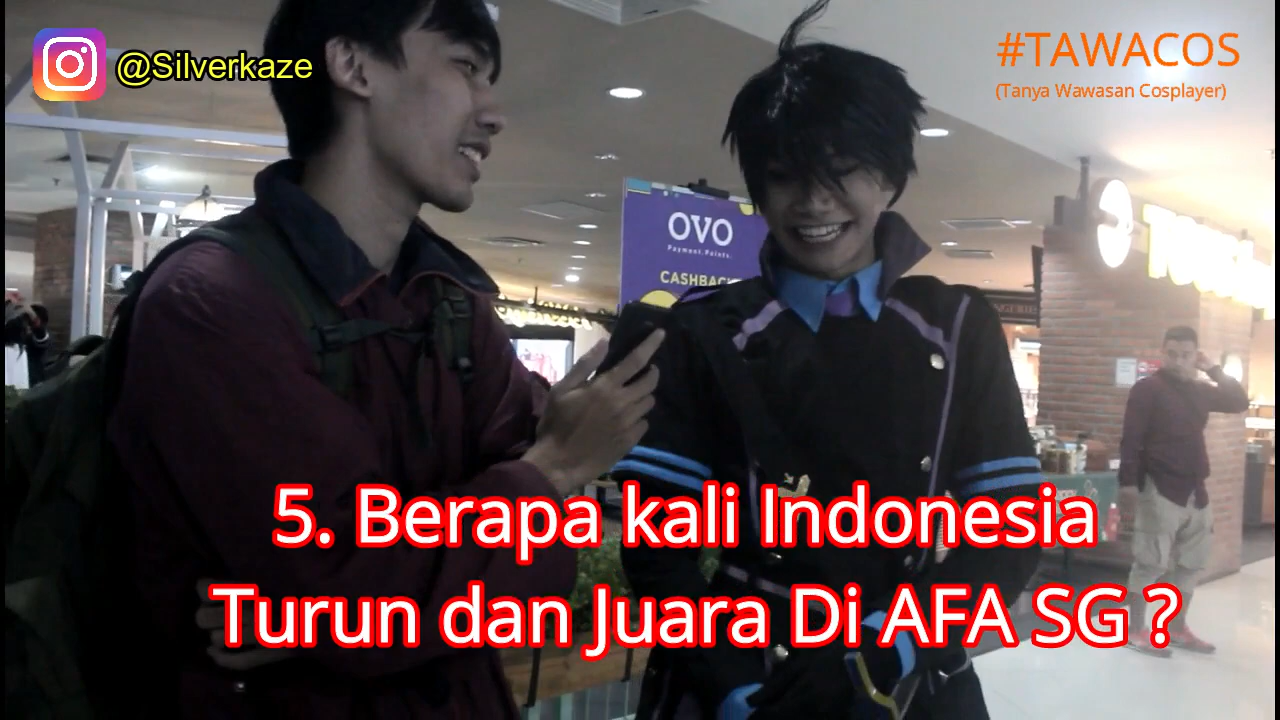 @Silverkaze
#TAWACOS
(Tanya Wawasan Cosplayer)
OVO
Payment.Points.
CASHBACK
5. Berapa kali Indonesia
Turun dan Juara Di AFA SG ?